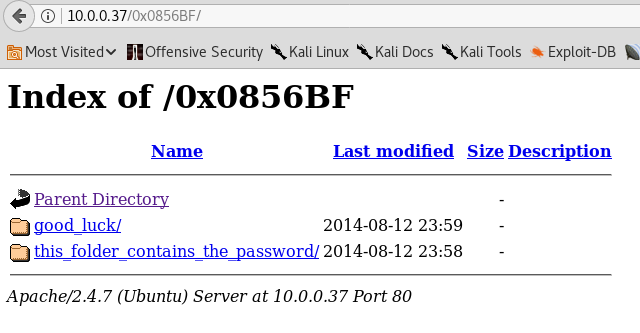 10.0.0.37/0x0856BF/
Most Visited Offensive Security Kali Linux Kali Docs Kali Tools Exploit-DB
Index of /0x0856BF
Name Last modified Size Description
Parent Directory -
good_luck/ 2014-08-12 23:59 -
this_folder_contains_the_password/ 2014-08-12 23:58 -
Apache/2.4.7 (Ubuntu) Server at 10.0.0.37 Port 80